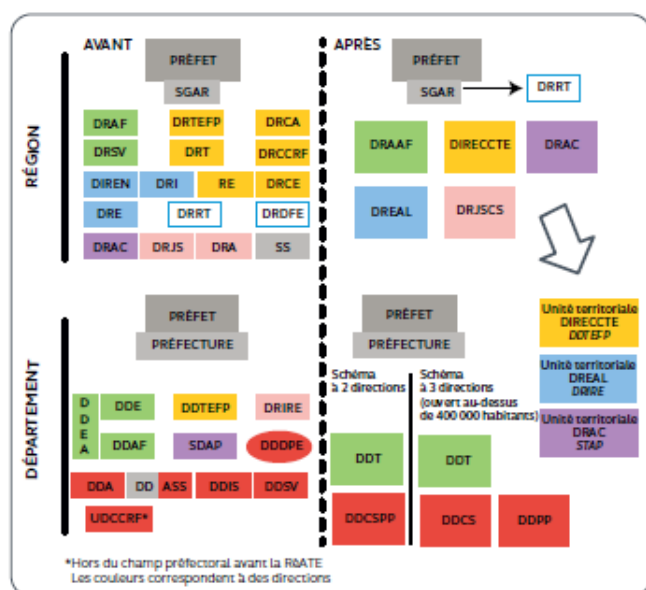 AVANT
PRÉFET
SGAR
DRAF
DRTEFP
DRCA
DRSV
DRT
DRCCRF
DIREN
DRI
RE
DRCE
DRE
DRRT
DRDFE
DRAC
DRJS
DRA
SS
RÉGION
APRÈS
PRÉFET
SGAR
DRRT
DRAAF
DIRECCTE
DRAC
DREAL
DRJSCS
DÉPARTEMENT
PRÉFET
PRÉFECTURE
DDEA
DDE
DDTEFP
DRIRE
DDAF
SDAP
DDDPE
DDA
DD ASS
DDIS
DDSV
UDCCRF*
PRÉFET
PRÉFECTURE
Schéma
à 2 directions
Schéma
à 3 directions
(ouvert au-dessus
de 400 000 habitants)
DDT
DDT
DDCSPP
DDCS
DDPP
Unité territoriale
DIRECCTE
DDTEFP
Unité territoriale
DREAL
DRIRE
Unité territoriale
DRAC
STAP
*Hors du champ préfectoral avant la RéATE
Les couleurs correspondent à des directions